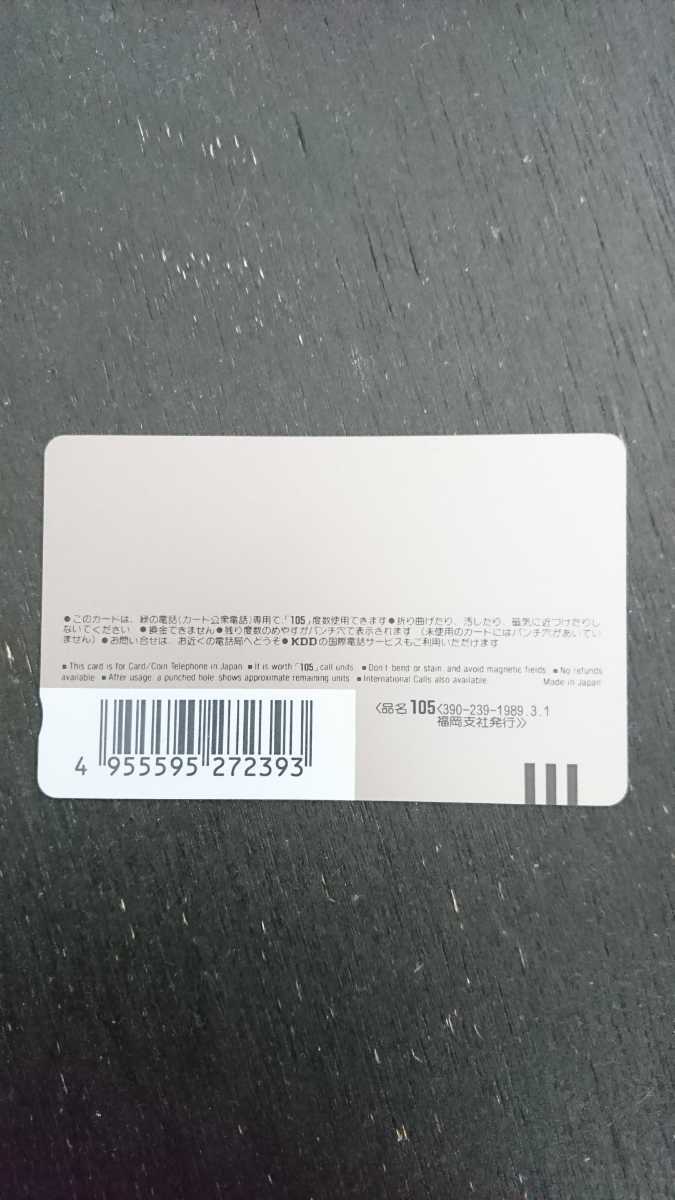 ●このカードは、緑の電話(カード公衆電話)専用で、「105」度数使用できます●折り曲げたり、汚したり、磁気に近づけたりし
ないでください ●換金できません●残り度数のめやすがパンチ穴で表示されます (未使用のカードにはパンチ穴があいてい
ません)●お問い合せは、お近くの電話局へどうぞ●KDDの国際電話サービスもご利用いただけます
■This card is for Card/Coin Telephone in Japan ■It is worth「105」call units ■Don't bend or stain, and avoid magnetic fields. ■No refunds
available ■After usage, a punched hole, shows approximate remaining units ■International Calls also available. Made in Japan
〈品名105〈390-239-1989.3.1
福岡支社発行〉〉
4 955595 272393